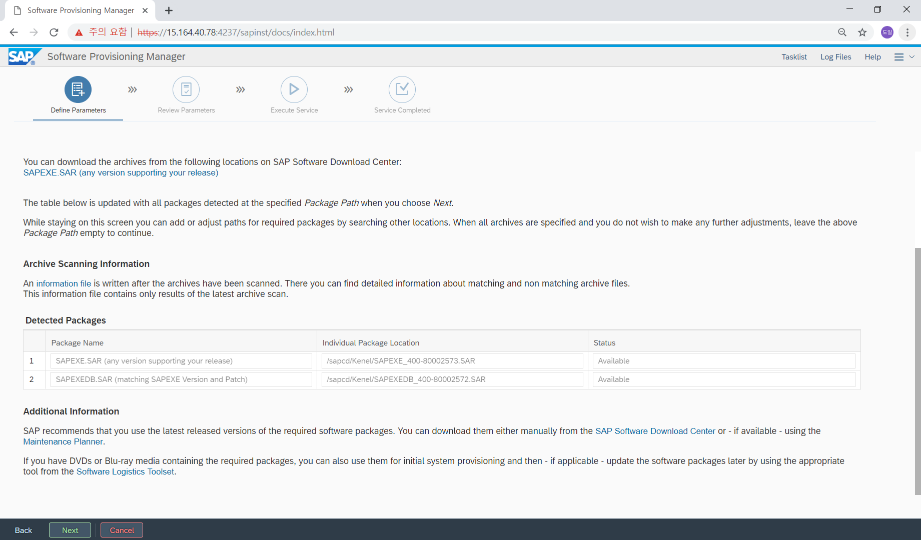 Software Provisioning Manager
주의 요함 | https://15.164.40.78:4237/sapinst/docs/index.html
SAP Software Provisioning Manager
Tasklist Log Files Help
Define Parameters Review Parameters Execute Service Service Completed
You can download the archives from the following locations on SAP Software Download Center:
SAPEXE.SAR (any version supporting your release)
The table below is updated with all packages detected at the specified Package Path when you choose Next.
While staying on this screen you can add or adjust paths for required packages by searching other locations. When all archives are specified and you do not wish to make any further adjustments, leave the above
Package Path empty to continue.
Archive Scanning Information
An information file is written after the archives have been scanned. There you can find detailed information about matching and non matching archive files.
This information file contains only results of the latest archive scan.
Detected Packages
Package Name Individual Package Location Status
1 SAPEXE.SAR (any version supporting your release) /sapcd/Kenel/SAPEXE_400-80002573.SAR Available
2 SAPEXEDB.SAR (matching SAPEXE Version and Patch) /sapcd/Kenel/SAPEXEDB_400-80002572.SAR Available
Additional Information
SAP recommends that you use the latest released versions of the required software packages. You can download them either manually from the SAP Software Download Center or - if available - using the
Maintenance Planner.
If you have DVDs or Blu-ray media containing the required packages, you can also use them for initial system provisioning and then - if applicable - update the software packages later by using the appropriate
tool from the Software Logistics Toolset.
Back Next Cancel